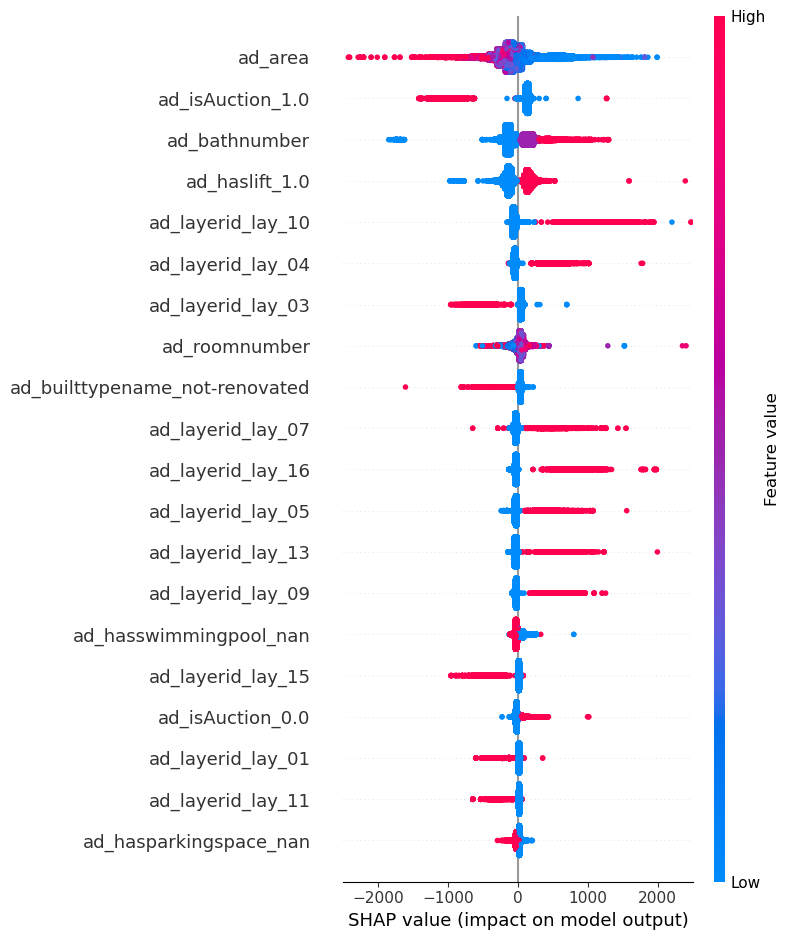 High
ad_area
ad_isAuction_1.0
ad_bathnumber
ad_haslift_1.0
ad_layerid_lay_10
ad_layerid_lay_04
ad_layerid_lay_03
ad_roomnumber
ad_builttypename_not-renovated
ad_layerid_lay_07
ad_layerid_lay_16
ad_layerid_lay_05
ad_layerid_lay_13
ad_layerid_lay_09
ad_hasswimmingpool_nan
ad_layerid_lay_15
ad_isAuction_0.0
ad_layerid_lay_01
ad_layerid_lay_11
ad_hasparkingspace_nan
Feature value
Low
−2000 −1000 0 1000 2000
SHAP value (impact on model output)